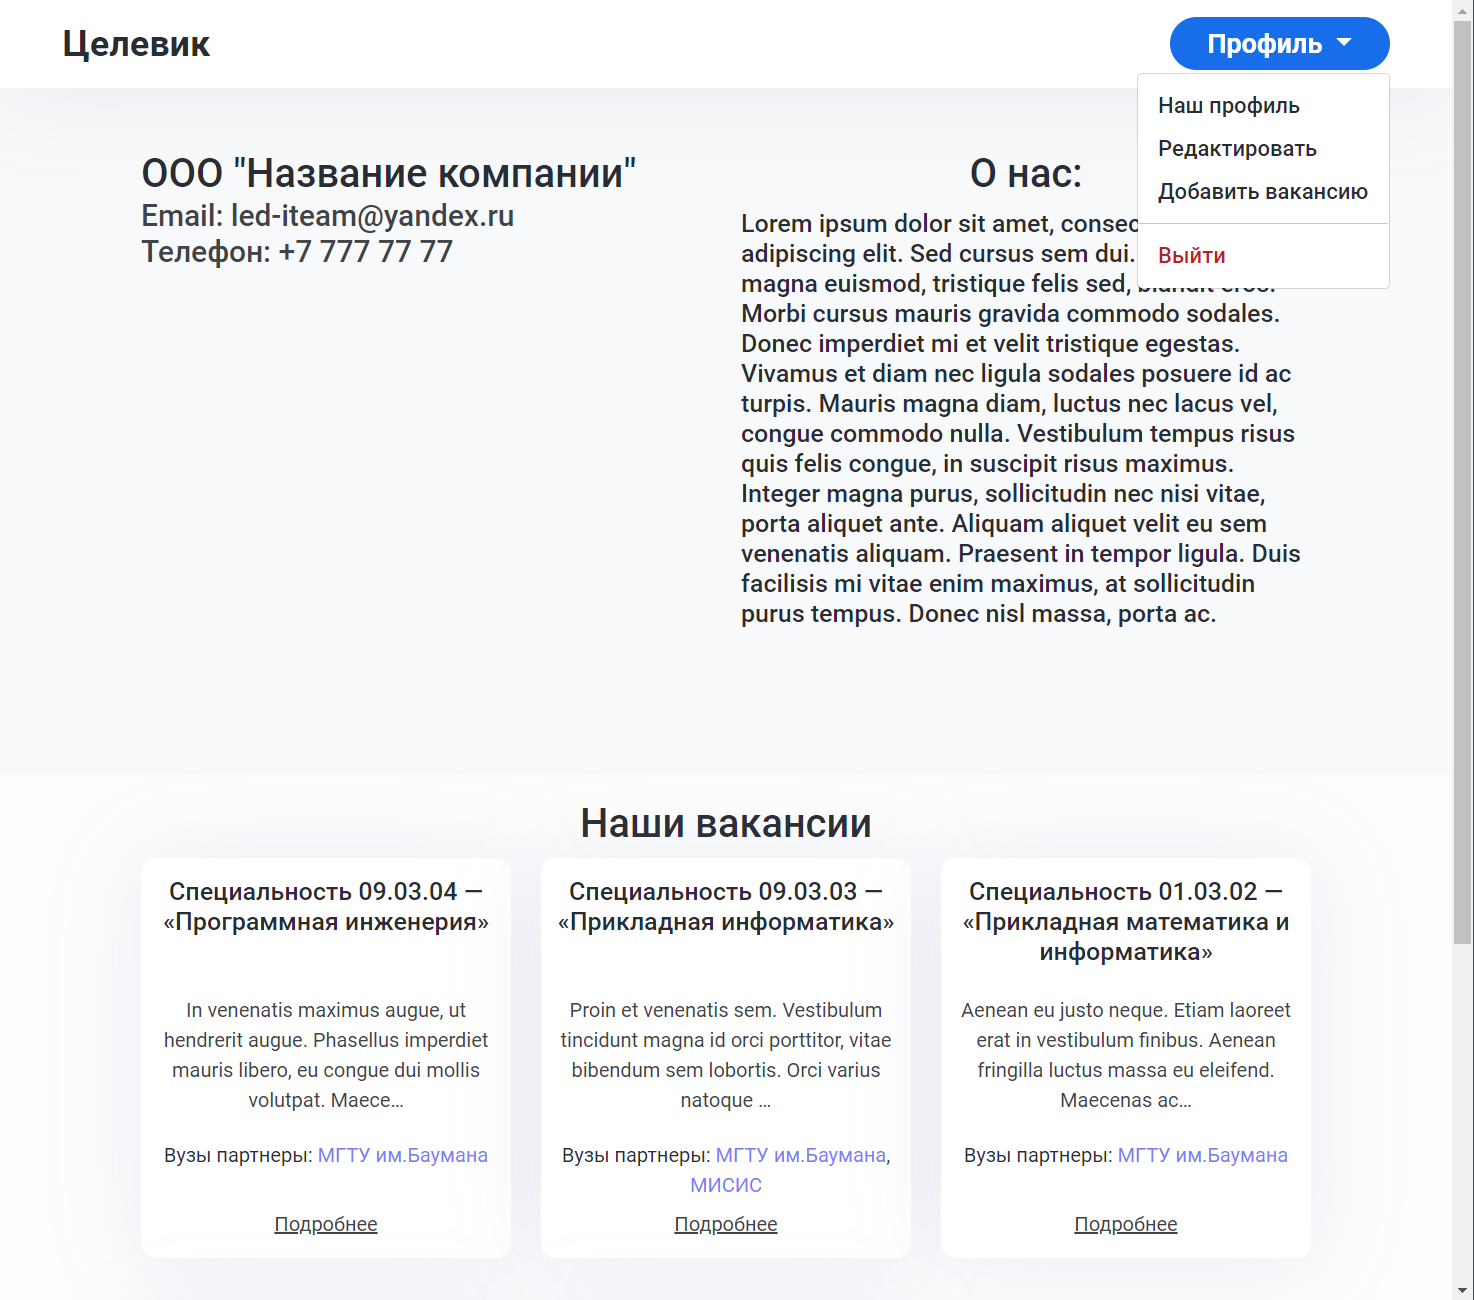 Целевик
Профиль
Наш профиль
Редактировать
Добавить вакансию
Выйти
ООО "Название компании"
Email: led-iteam@yandex.ru
Телефон: +7 777 77 77
О нас:
Lorem ipsum dolor sit amet, consec
adipiscing elit. Sed cursus sem dui.
magna euismod, tristique felis sed, blandit eros.
Morbi cursus mauris gravida commodo sodales.
Donec imperdiet mi et velit tristique egestas.
Vivamus et diam nec ligula sodales posuere id ac
turpis. Mauris magna diam, luctus nec lacus vel,
congue commodo nulla. Vestibulum tempus risus
quis felis congue, in suscipit risus maximus.
Integer magna purus, sollicitudin nec nisi vitae,
porta aliquet ante. Aliquam aliquet velit eu sem
venenatis aliquam. Praesent in tempor ligula. Duis
facilisis mi vitae enim maximus, at sollicitudin
purus tempus. Donec nisl massa, porta ac.
Наши вакансии
Специальность 09.03.04 —
«Программная инженерия»
In venenatis maximus augue, ut
hendrerit augue. Phasellus imperdiet
mauris libero, eu congue dui mollis
volutpat. Maece...
Вузы партнеры: МГТУ им.Баумана
Подробнее
Специальность 09.03.03 —
«Прикладная информатика»
Proin et venenatis sem. Vestibulum
tincidunt magna id orci porttitor, vitae
bibendum sem lobortis. Orci varius
natoque ...
Вузы партнеры: МГТУ им.Баумана,
МИСИС
Подробнее
Специальность 01.03.02 —
«Прикладная математика и
информатика»
Aenean eu justo neque. Etiam laoreet
erat in vestibulum finibus. Aenean
fringilla luctus massa eu eleifend.
Maecenas ac...
Вузы партнеры: МГТУ им.Баумана
Подробнее